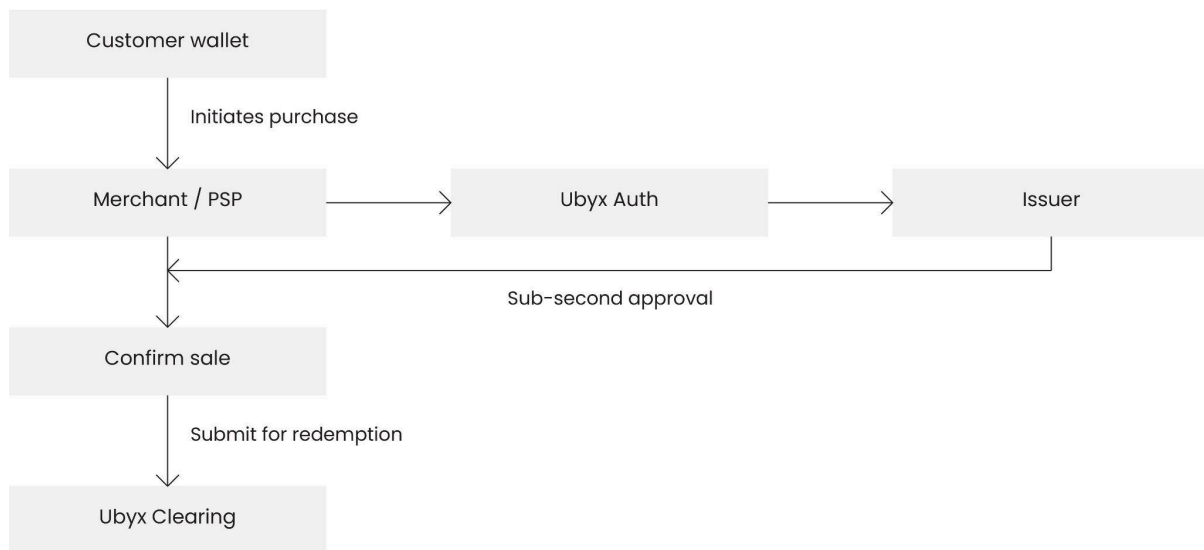 Customer wallet
Initiates purchase
Merchant / PSP
Ubyx Auth
Issuer
Sub-second approval
Confirm sale
Submit for redemption
Ubyx Clearing